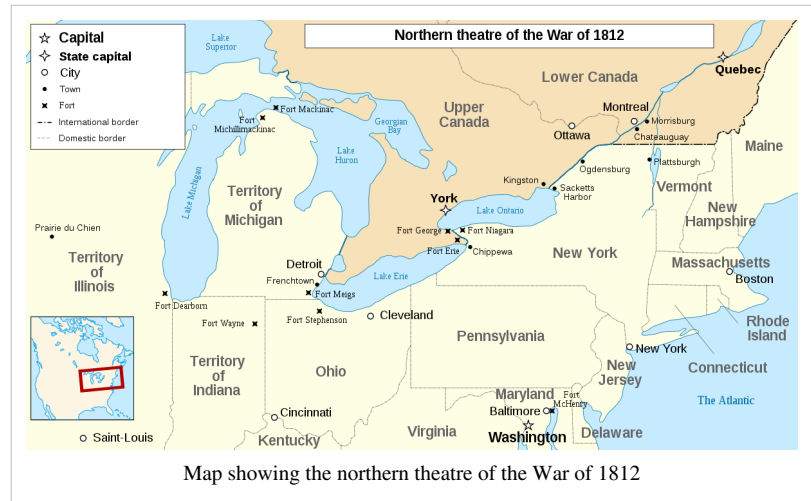 Northern theatre of the War of 1812
Capital
State capital
City
Town
Fort
International border
Domestic border
Lake
Superior
Lower Canada
Quebec
Upper
Canada
Montreal
Morrisburg
Chateauguay
Ottawa
Maine
Fort Mackinac
Fort
Michillimackinac
Georgian
Bay
Lake
Huron
Lake Michigan
Plattsburgh
Ogdensburg
Kingston
Sacketts
Harbor
Vermont
New
Hampshire
Territory
of
Michigan
York
Lake Ontario
Fort George
Fort Niagara
Fort Erie
Chippewa
New York
Prairie du Chien
Territory
of
Illinois
Detroit
Frenchtown
Lake Erie
Fort Meigs
Massachusetts
Boston
Fort Dearborn
Fort Stephenson
Cleveland
Fort Wayne
Pennsylvania
Rhode
Island
New York
Connecticut
Territory
of
Indiana
Ohio
New
Jersey
Maryland
Fort
McHenry
Baltimore
The Atlantic
Cincinnati
Saint-Louis
Kentucky
Virginia
Washington
Delaware
Map showing the northern theatre of the War of 1812